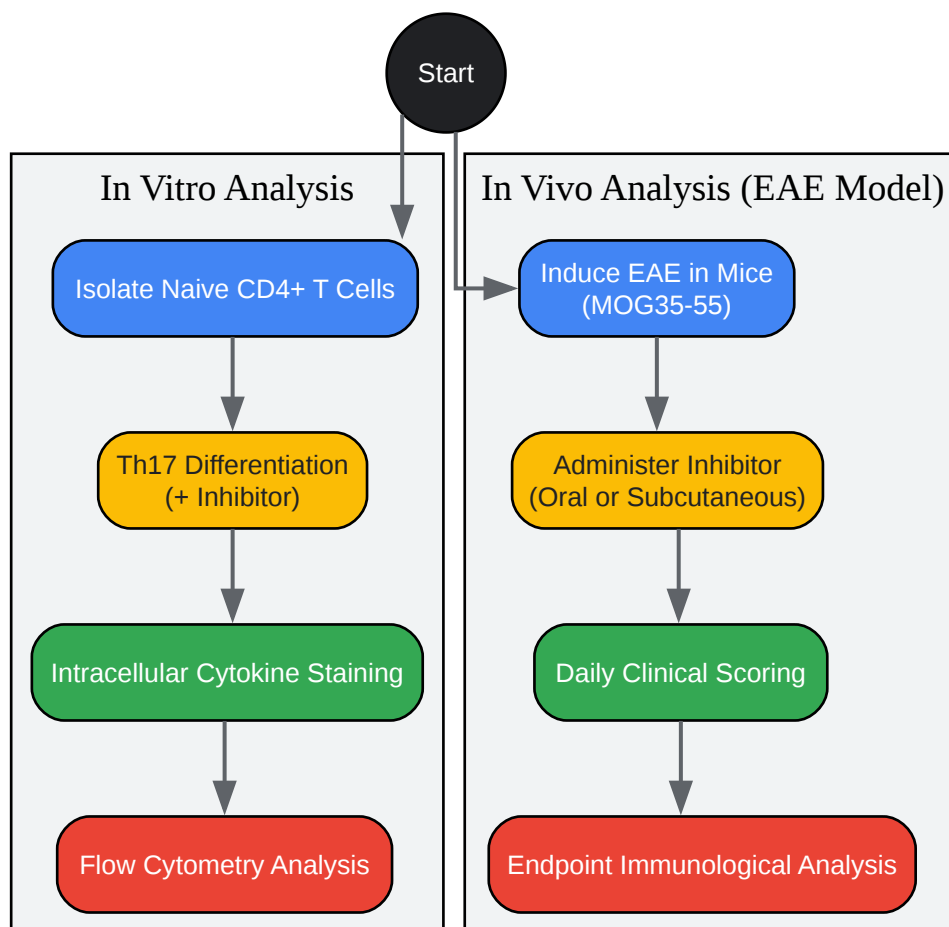 Start
In Vitro Analysis
Isolate Naive CD4+ T Cells
Th17 Differentiation
(+ Inhibitor)
Intracellular Cytokine Staining
Flow Cytometry Analysis
In Vivo Analysis (EAE Model)
Induce EAE in Mice
(MOG35-55)
Administer Inhibitor
(Oral or Subcutaneous)
Daily Clinical Scoring
Endpoint Immunological Analysis